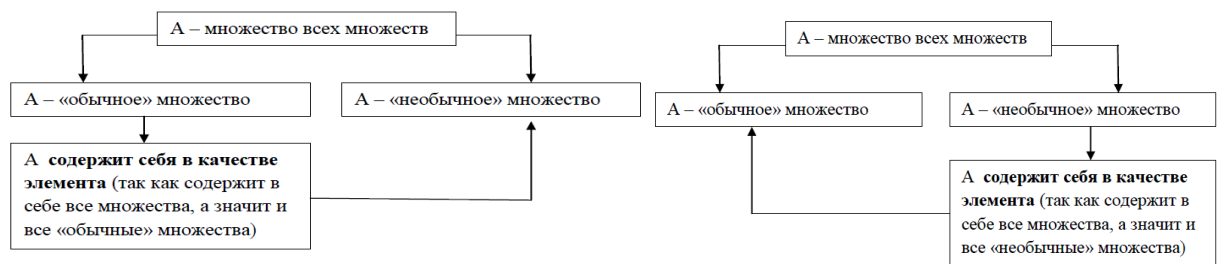 А – множество всех множеств
А – «обычное» множество
А – «необычное» множество
А содержит себя в качестве
элемента (так как содержит в
себе все множества, а значит и
все «обычные» множества)
А – множество всех множеств
А – «обычное» множество
А – «необычное» множество
А содержит себя в качестве
элемента (так как содержит в
себе все множества, а значит и
все «необычные» множества)